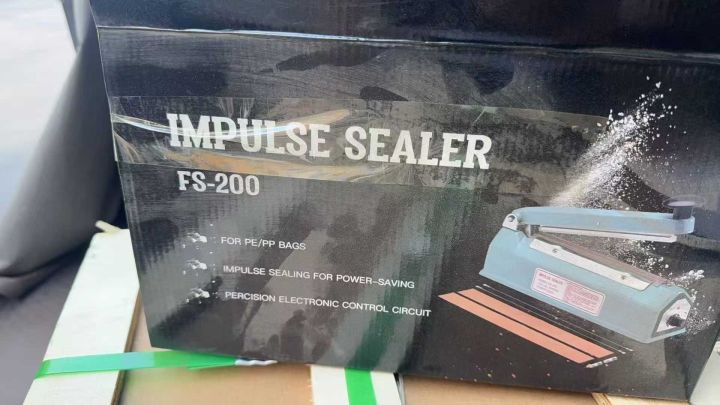 IMPULSE SEALER
FS-200
FOR PE/PP BAGS
IMPULSE SEALING FOR POWER-SAVING
PERCISION ELECTRONIC CONTROL CIRCUIT